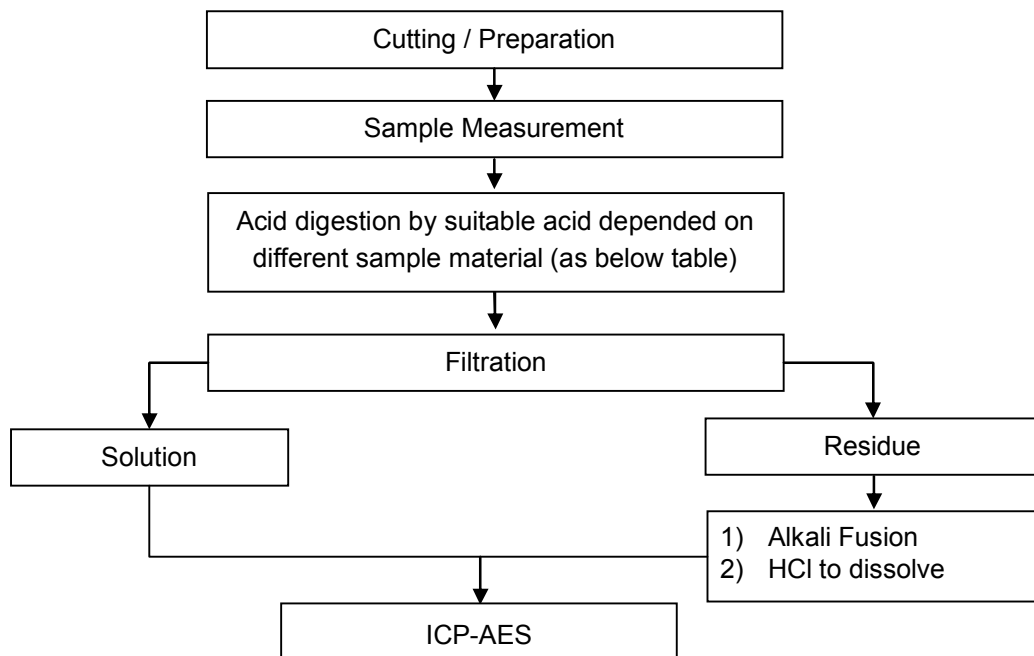 Cutting / Preparation
Sample Measurement
Acid digestion by suitable acid depended on
different sample material (as below table)
Filtration
Solution
Residue
1) Alkali Fusion
2) HCl to dissolve
ICP-AES